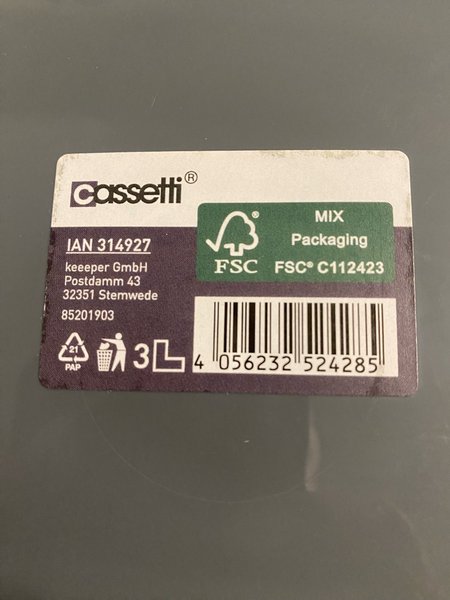 cassetti®
IAN 314927
keeeper GmbH
Postdamm 43
32351 Stemwede
85201903
MIX
Packaging
FSC
FSC® C112423
21
PAP
3L
4 056232 524285